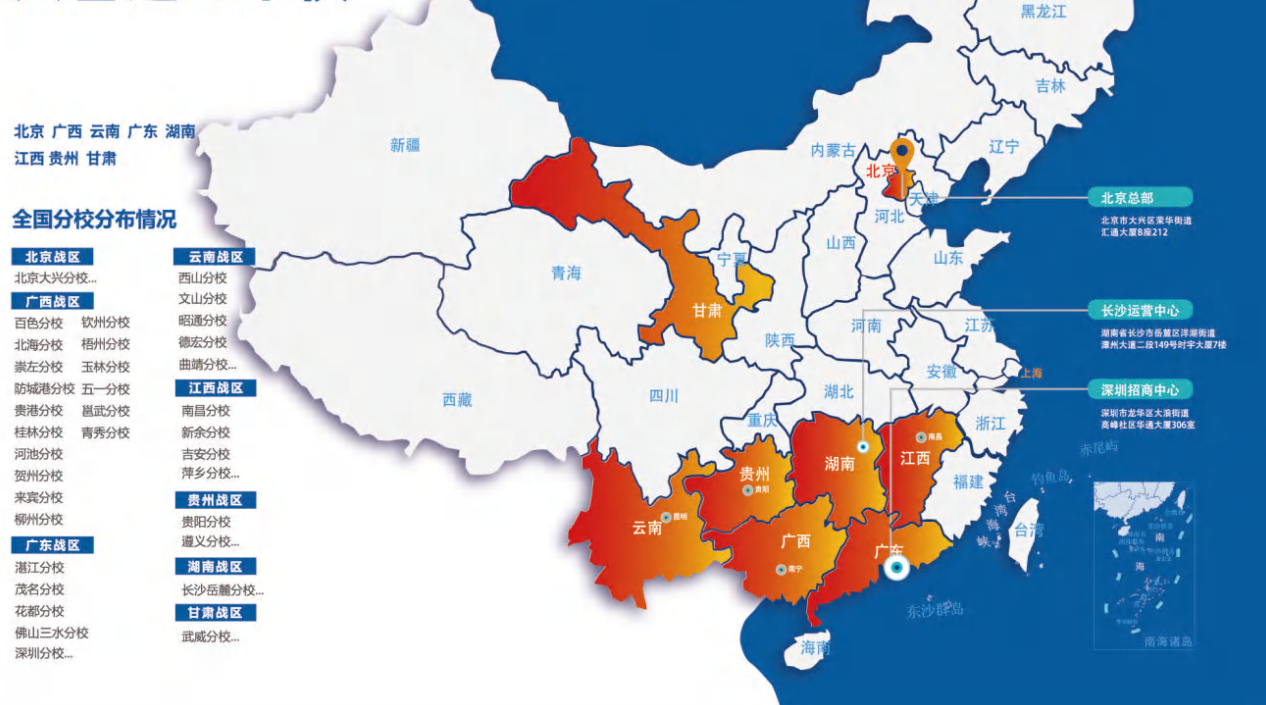 北京 广西 云南 广东 湖南
江西 贵州 甘肃
全国分校分布情况
北京战区
北京大兴分校...
广西战区
百色分校 钦州分校
北海分校 梧州分校
崇左分校 玉林分校
防城港分校 五一分校
贵港分校 邕武分校
桂林分校 青秀分校
河池分校
贺州分校
来宾分校
柳州分校
广东战区
湛江分校
茂名分校
花都分校
佛山三水分校
深圳分校...
云南战区
西山分校
文山分校
昭通分校
德宏分校
曲靖分校...
江西战区
南昌分校
新余分校
吉安分校
萍乡分校...
贵州战区
贵阳分校
遵义分校...
湖南战区
长沙岳麓分校...
甘肃战区
武威分校...
黑龙江
吉林
辽宁
内蒙古
新疆
北京
天津
河北
山西
山东
宁夏
青海
甘肃
陕西
河南
江苏
安徽
上海
西藏
四川
重庆
湖北
浙江
湖南
江西
南昌
贵州
贵阳
福建
云南
昆明
广西
南宁
广东
台湾
台湾海峡
钓鱼岛
赤尾屿
东沙群岛
海南
南海
南海诸岛
北京总部
北京市大兴区荣华街道
汇通大厦B座212
长沙运营中心
湖南省长沙市岳麓区洋湖街道
潭州大道二段149号时宇大厦7楼
深圳招商中心
深圳市龙华区大浪街道
高峰社区华通大厦306室